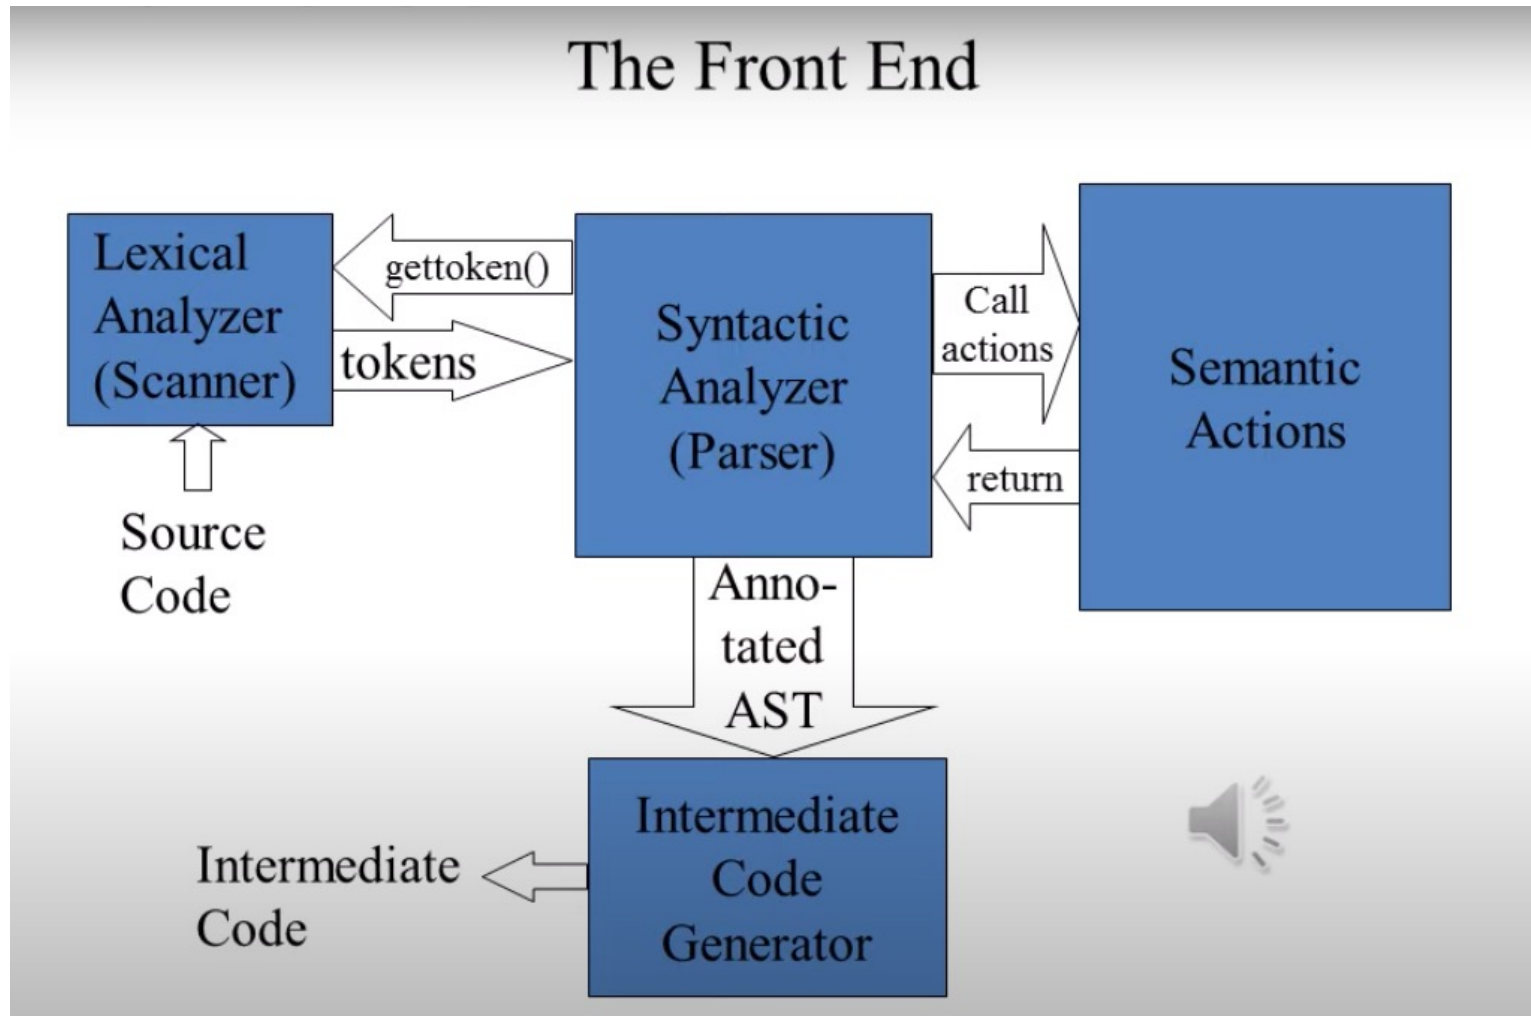 The Front End
Lexical
Analyzer
(Scanner)
gettoken()
tokens
Syntactic
Analyzer
(Parser)
Call
actions
return
Semantic
Actions
Source
Code
Anno-
tated
AST
Intermediate
Code
Generator
Intermediate
Code